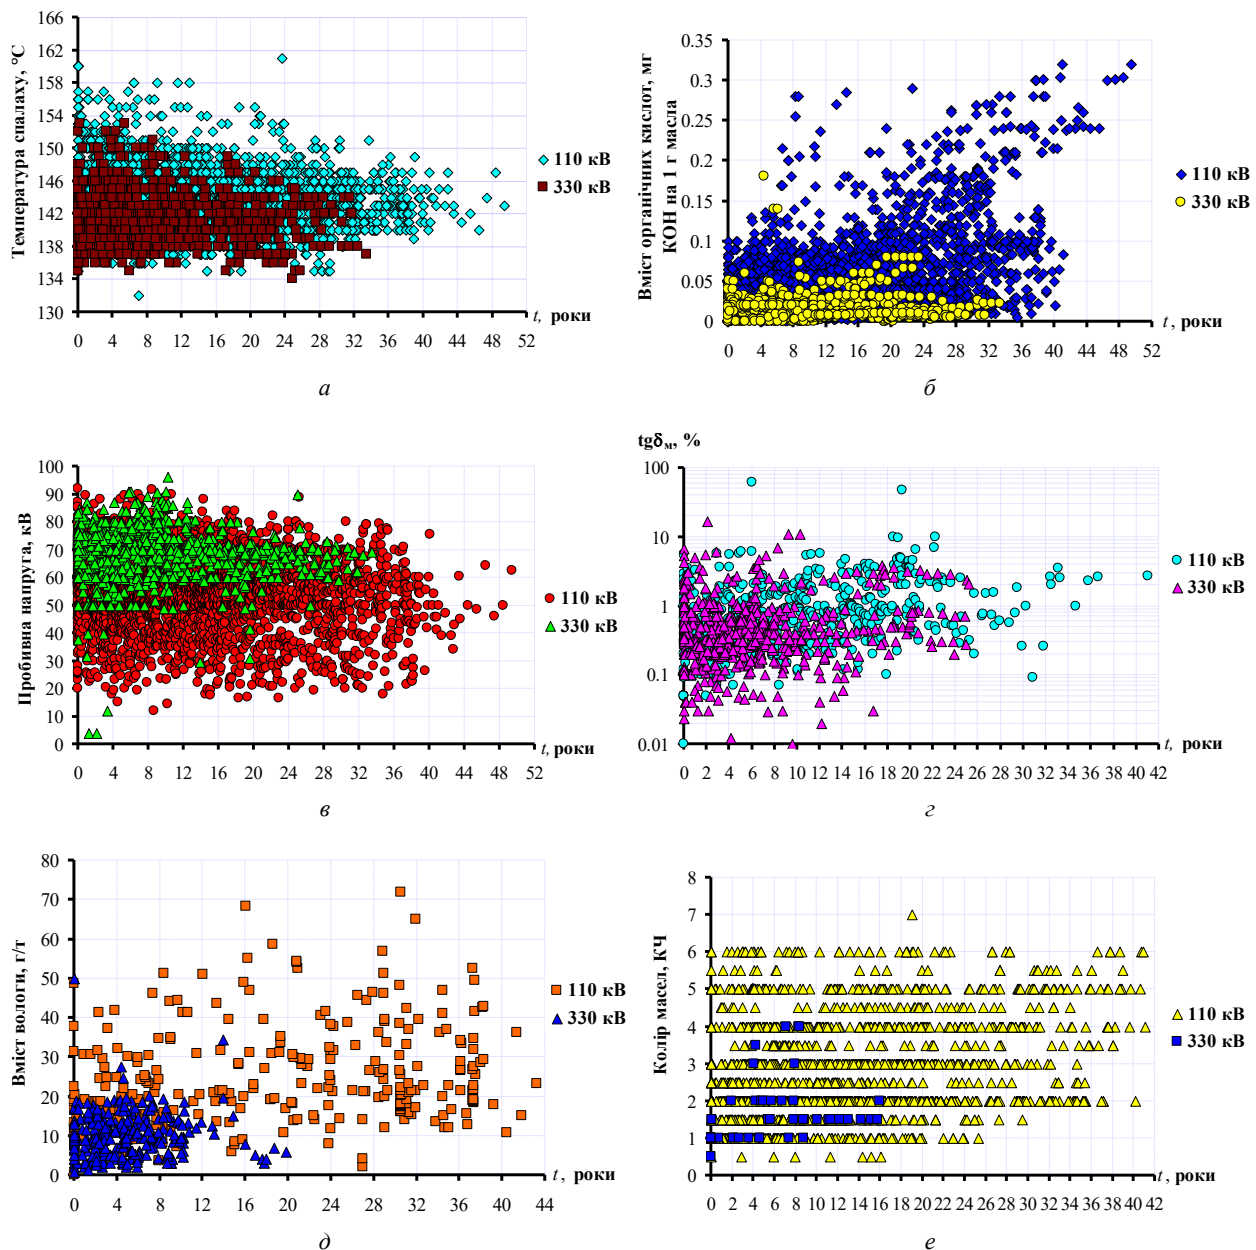 Температура спалаху, °С
166
162
158
154
150
146
142
138
134
130
0 4 8 12 16 20 24 28 32 36 40 44 48 52
t, роки
110 кВ
330 кВ
а
Вміст органічних кислот, мг
КОН на 1 г масла
0.35
0.3
0.25
0.2
0.15
0.1
0.05
0
0 4 8 12 16 20 24 28 32 36 40 44 48 52
t, роки
110 кВ
330 кВ
б
Пробивна напруга, кВ
100
90
80
70
60
50
40
30
20
10
0
0 4 8 12 16 20 24 28 32 36 40 44 48 52
t, роки
110 кВ
330 кВ
в
tgδм, %
100
10
1
0.1
0.01
0 2 4 6 8 10 12 14 16 18 20 22 24 26 28 30 32 34 36 38 40 42
t, роки
110 кВ
330 кВ
г
Вміст вологи, г/т
80
70
60
50
40
30
20
10
0
0 4 8 12 16 20 24 28 32 36 40 44
t, роки
110 кВ
330 кВ
д
Колір масел, КЧ
8
7
6
5
4
3
2
1
0
0 2 4 6 8 10 12 14 16 18 20 22 24 26 28 30 32 34 36 38 40 42
t, роки
110 кВ
330 кВ
е